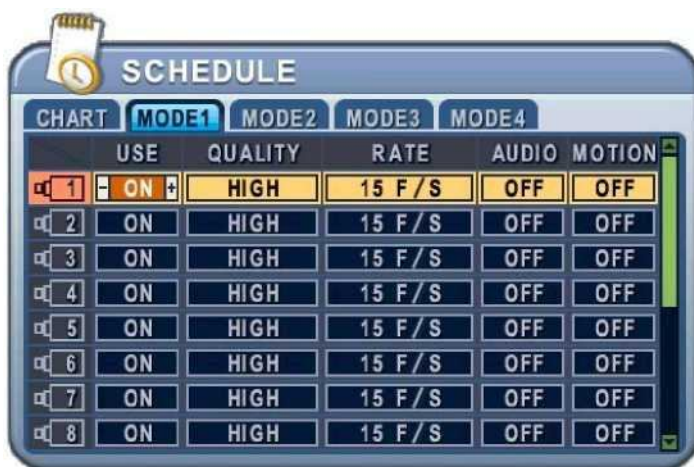 SCHEDULE
CHART MODE1 MODE2 MODE3 MODE4
USE QUALITY RATE AUDIO MOTION
1 - ON + HIGH 15 F/S OFF OFF
2 ON HIGH 15 F/S OFF OFF
3 ON HIGH 15 F/S OFF OFF
4 ON HIGH 15 F/S OFF OFF
5 ON HIGH 15 F/S OFF OFF
6 ON HIGH 15 F/S OFF OFF
7 ON HIGH 15 F/S OFF OFF
8 ON HIGH 15 F/S OFF OFF